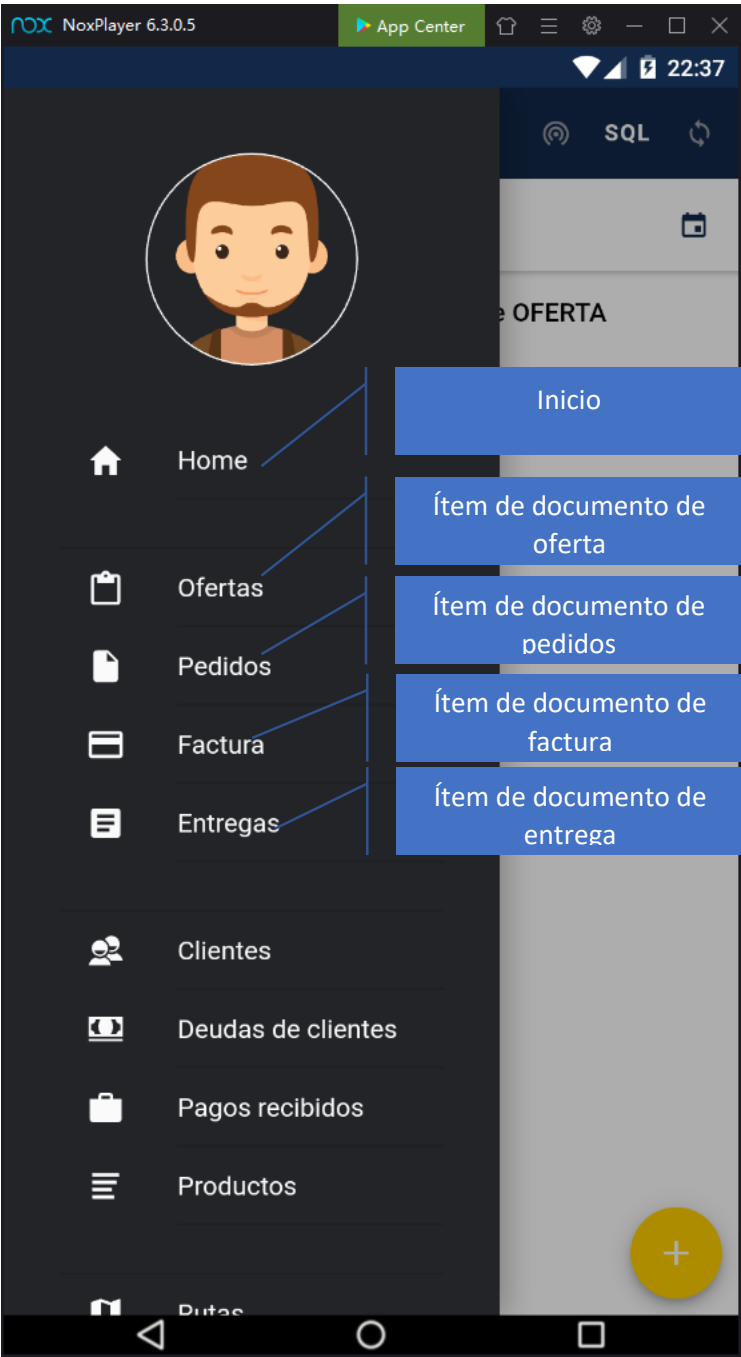 nox NoxPlayer 6.3.0.5 App Center
22:37
SQL
e OFERTA
Inicio
Home
Ítem de documento de
oferta
Ofertas
Ítem de documento de
pedidos
Pedidos
Ítem de documento de
factura
Factura
Ítem de documento de
entrega
Entregas
Clientes
Deudas de clientes
Pagos recibidos
Productos
Rutas